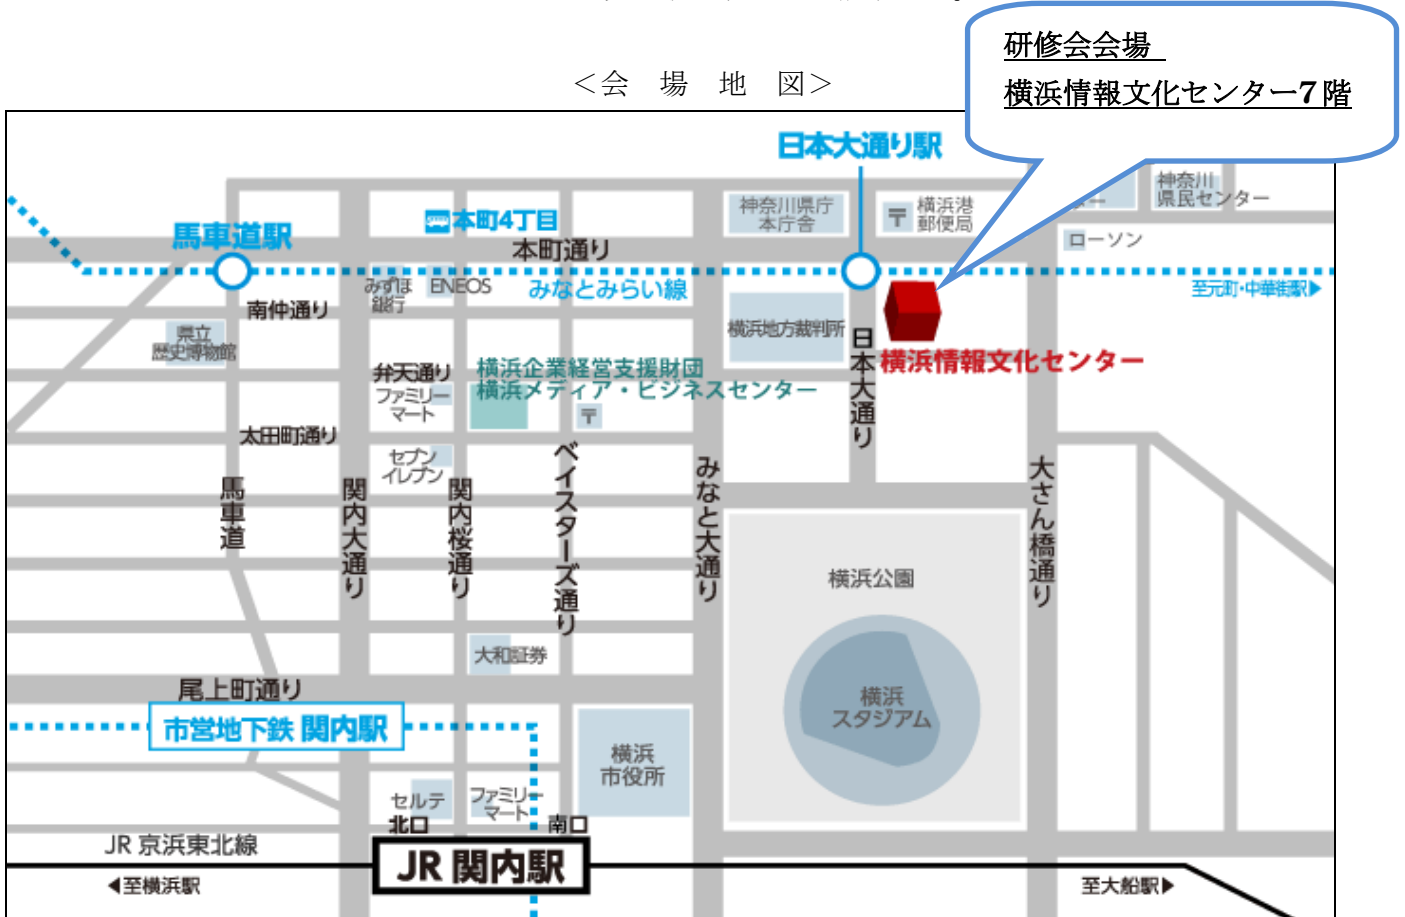 研修会会場
横浜情報文化センター7階
＜会　場　地　図＞
日本大通り駅
神奈川県庁
本庁舎
〒
横浜港
郵便局
神奈川
県民センター
ローソン
馬車道駅
本町4丁目
本町通り
みずほ
銀行
ENEOS
みなとみらい線
至元町・中華街駅▶
南仲通り
県立
歴史博物館
横浜地方裁判所
日本大通り
横浜情報文化センター
弁天通り
ファミリー
マート
横浜企業経営支援財団
横浜メディア・ビジネスセンター
〒
太田町通り
セブン
イレブン
馬車道
関内大通り
関内桜通り
ベイスターズ通り
みなと大通り
大さん橋通り
横浜公園
横浜
スタジアム
大和証券
尾上町通り
市営地下鉄 関内駅
横浜
市役所
セルテ
ファミリー
マート
北口
南口
JR 京浜東北線
JR 関内駅
◀至横浜駅
至大船駅▶